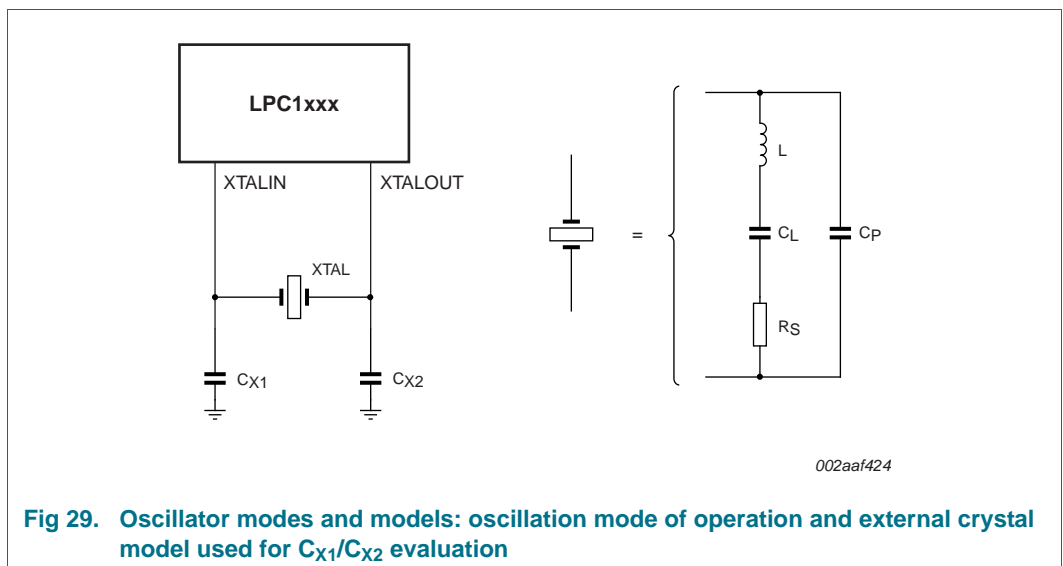 LPC1xxx
XTALIN
XTALOUT
XTAL
CX1
CX2
=
L
CL
CP
RS
002aaf424
Fig 29. Oscillator modes and models: oscillation mode of operation and external crystal
model used for CX1/CX2 evaluation